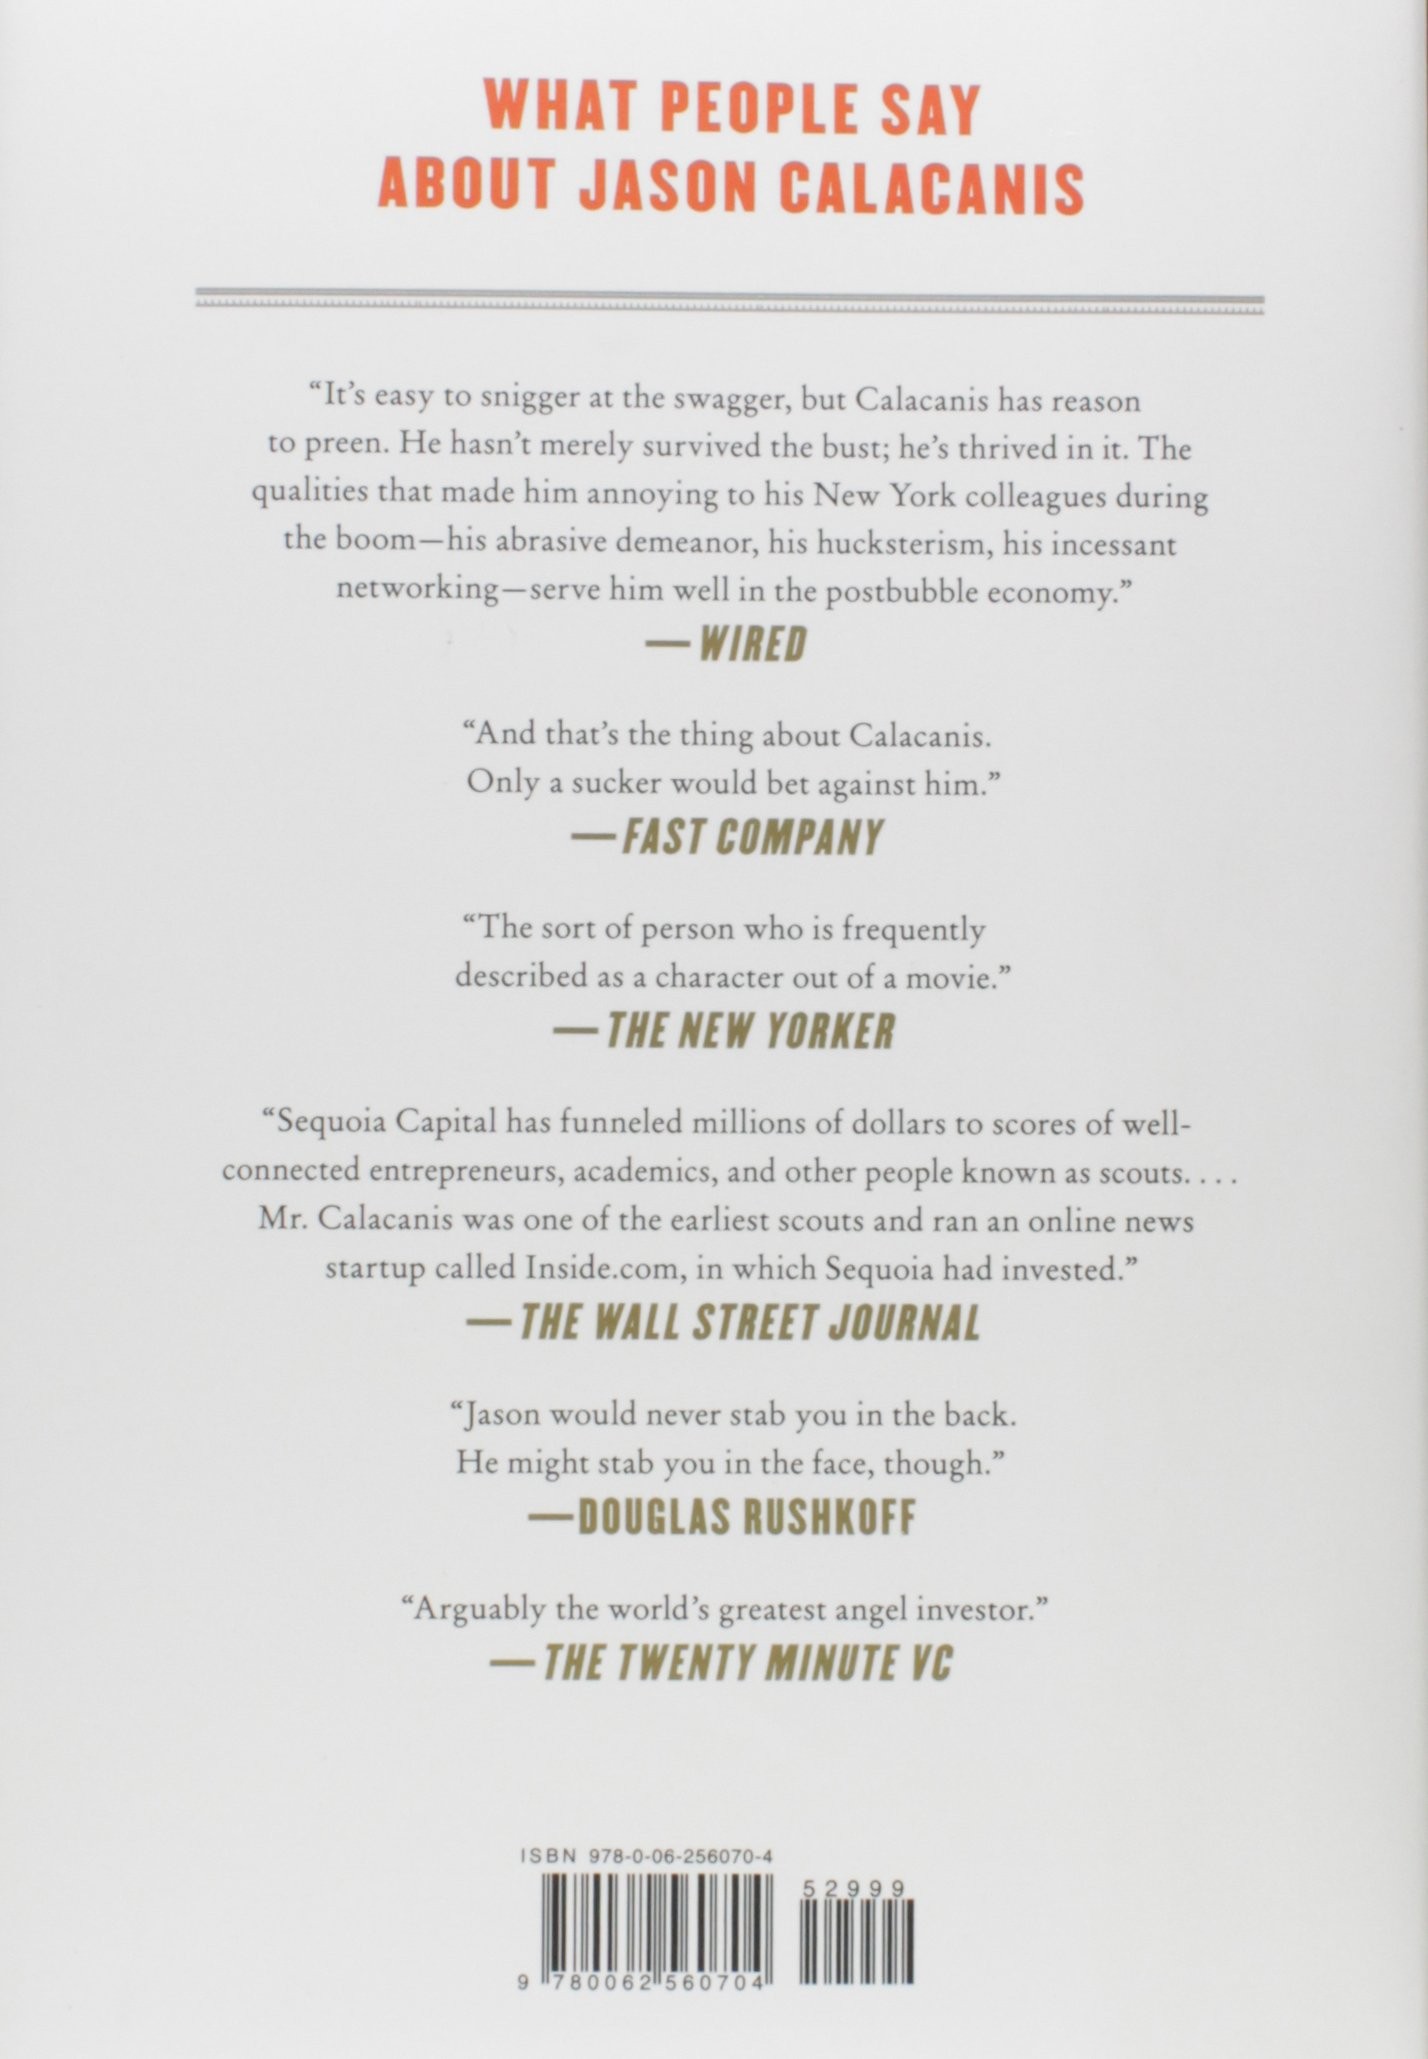 WHAT PEOPLE SAY
ABOUT JASON CALACANIS
“It’s easy to snigger at the swagger, but Calacanis has reason
to preen. He hasn’t merely survived the bust; he’s thrived in it. The
qualities that made him annoying to his New York colleagues during
the boom—his abrasive demeanor, his hucksterism, his incessant
networking—serve him well in the postbubble economy.”
—WIRED
“And that’s the thing about Calacanis.
Only a sucker would bet against him.”
—FAST COMPANY
“The sort of person who is frequently
described as a character out of a movie.”
—THE NEW YORKER
“Sequoia Capital has funneled millions of dollars to scores of well-
connected entrepreneurs, academics, and other people known as scouts. . . .
Mr. Calacanis was one of the earliest scouts and ran an online news
startup called Inside.com, in which Sequoia had invested.”
—THE WALL STREET JOURNAL
“Jason would never stab you in the back.
He might stab you in the face, though.”
—DOUGLAS RUSHKOFF
“Arguably the world’s greatest angel investor.”
—THE TWENTY MINUTE VC
ISBN 978-0-06-256070-4
52999
9 780062 560704